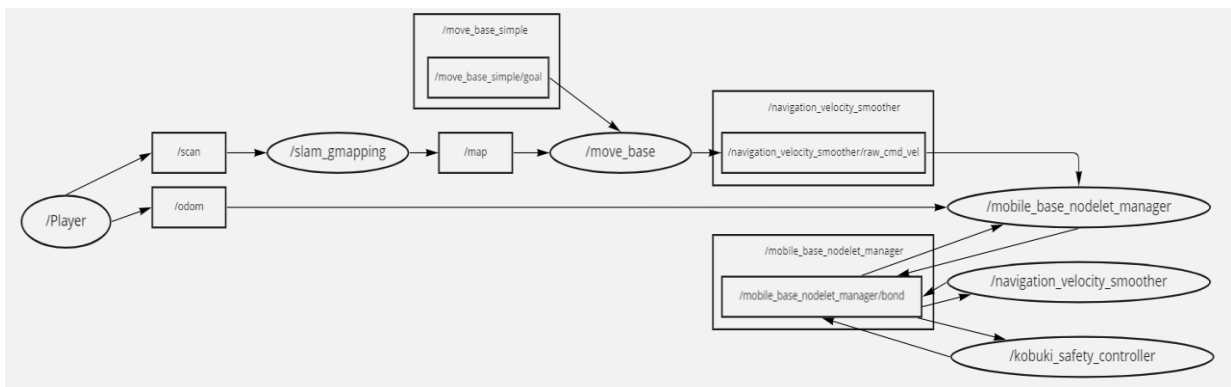 /move_base_simple
/move_base_simple/goal
/navigation_velocity_smoother
/scan
/slam_gmapping
/map
/move_base
/navigation_velocity_smoother/raw_cmd_vel
/Player
/odom
/mobile_base_nodelet_manager
/mobile_base_nodelet_manager
/mobile_base_nodelet_manager/bond
/navigation_velocity_smoother
/kobuki_safety_controller